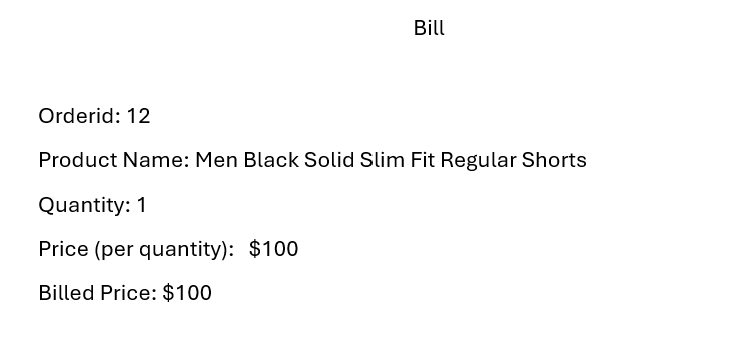 Bill
Orderid: 12
Product Name: Men Black Solid Slim Fit Regular Shorts
Quantity: 1
Price (per quantity):  $100
Billed Price: $100